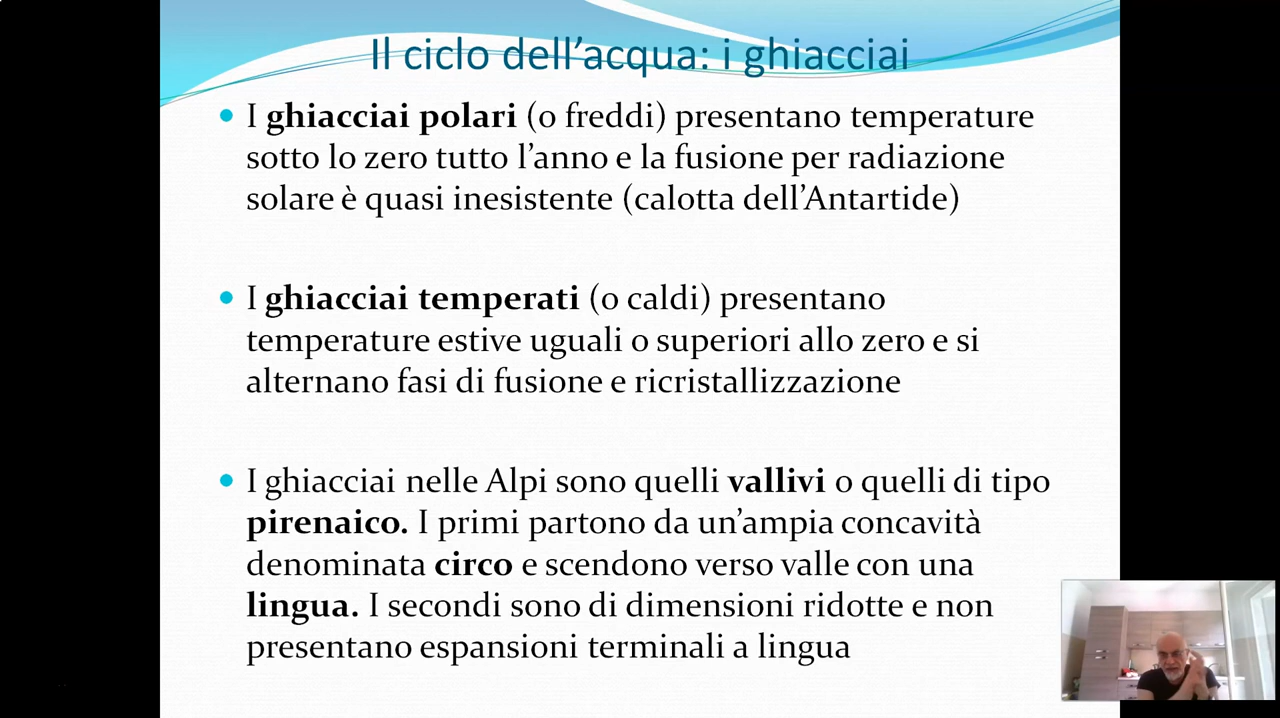 Il ciclo dell’acqua: i ghiacciai
• I ghiacciai polari (o freddi) presentano temperature
sotto lo zero tutto l’anno e la fusione per radiazione
solare è quasi inesistente (calotta dell’Antartide)
• I ghiacciai temperati (o caldi) presentano
temperature estive uguali o superiori allo zero e si
alternano fasi di fusione e ricristallizzazione
• I ghiacciai nelle Alpi sono quelli vallivi o quelli di tipo
pirenaico. I primi partono da un’ampia concavità
denominata circo e scendono verso valle con una
lingua. I secondi sono di dimensioni ridotte e non
presentano espansioni terminali a lingua